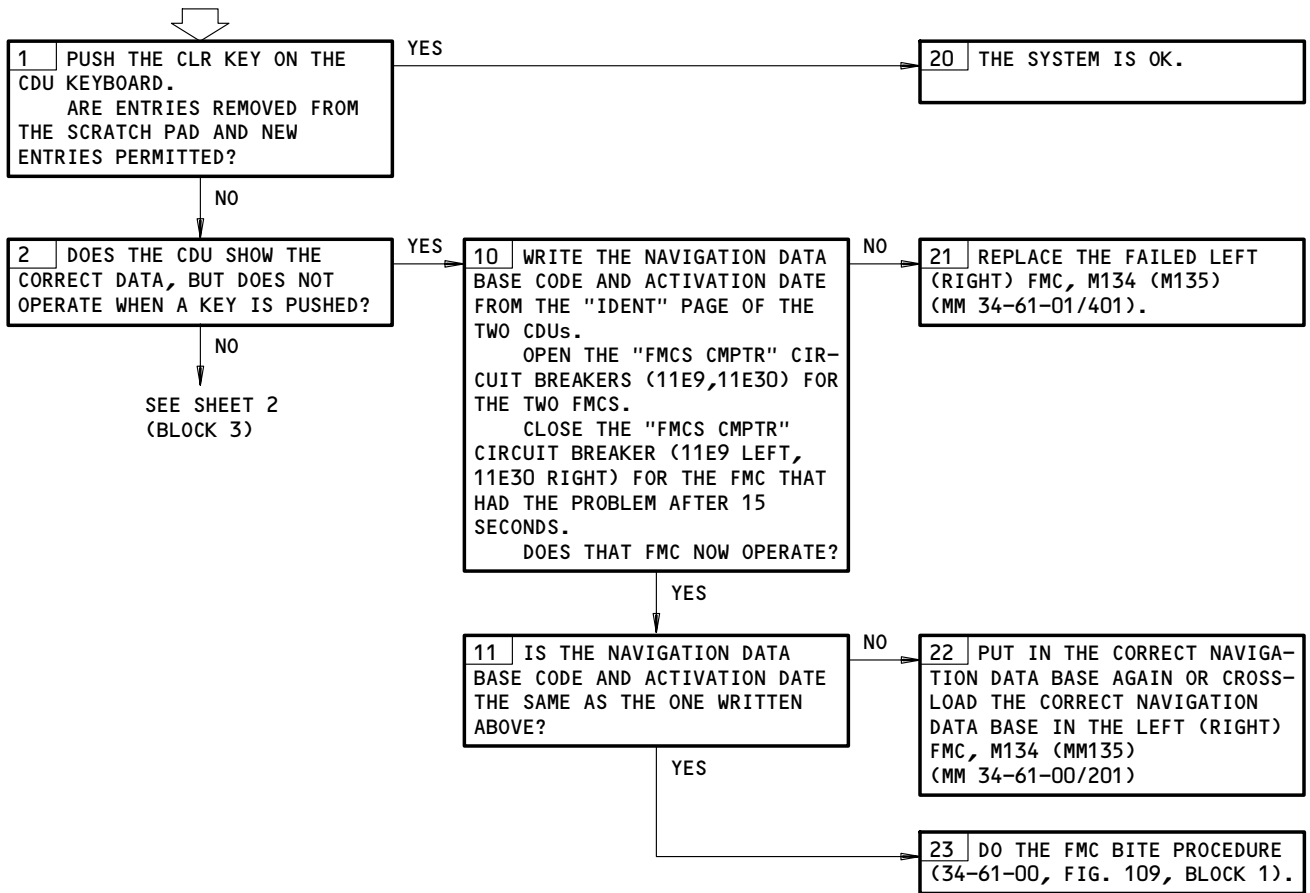 1 PUSH THE CLR KEY ON THE
CDU KEYBOARD.
ARE ENTRIES REMOVED FROM
THE SCRATCH PAD AND NEW
ENTRIES PERMITTED?
YES
20 THE SYSTEM IS OK.
NO
2 DOES THE CDU SHOW THE
CORRECT DATA, BUT DOES NOT
OPERATE WHEN A KEY IS PUSHED?
YES
NO
SEE SHEET 2
(BLOCK 3)
10 WRITE THE NAVIGATION DATA
BASE CODE AND ACTIVATION DATE
FROM THE "IDENT" PAGE OF THE
TWO CDUs.
OPEN THE "FMCS CMPTR" CIR-
CUIT BREAKERS (11E9,11E30) FOR
THE TWO FMCS.
CLOSE THE "FMCS CMPTR"
CIRCUIT BREAKER (11E9 LEFT,
11E30 RIGHT) FOR THE FMC THAT
HAD THE PROBLEM AFTER 15
SECONDS.
DOES THAT FMC NOW OPERATE?
NO
21 REPLACE THE FAILED LEFT
(RIGHT) FMC, M134 (M135)
(MM 34-61-01/401).
YES
11 IS THE NAVIGATION DATA
BASE CODE AND ACTIVATION DATE
THE SAME AS THE ONE WRITTEN
ABOVE?
NO
22 PUT IN THE CORRECT NAVIGA-
TION DATA BASE AGAIN OR CROSS-
LOAD THE CORRECT NAVIGATION
DATA BASE IN THE LEFT (RIGHT)
FMC, M134 (MM135)
(MM 34-61-00/201)
YES
23 DO THE FMC BITE PROCEDURE
(34-61-00, FIG. 109, BLOCK 1).